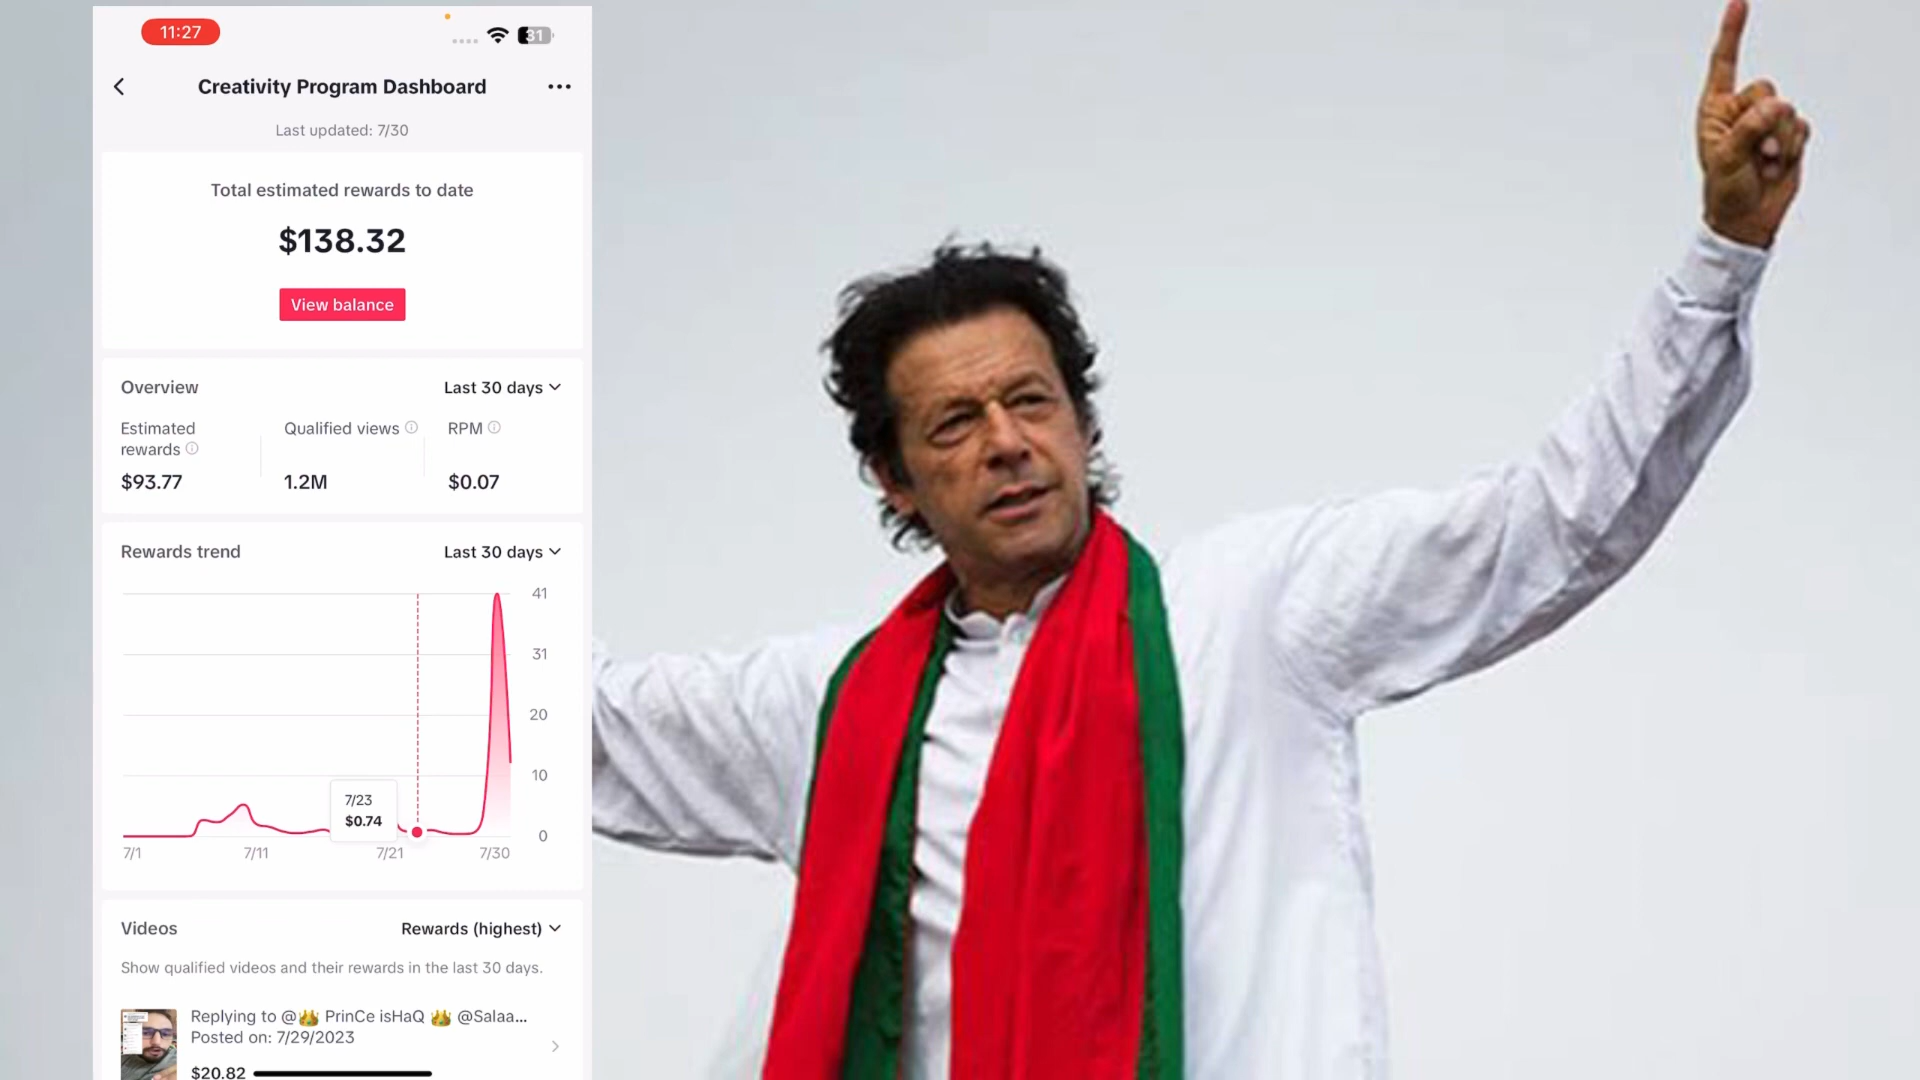 11:27
31
Creativity Program Dashboard
Last updated: 7/30
Total estimated rewards to date
$138.32
View balance
Overview
Last 30 days
Estimated rewards
$93.77
Qualified views
1.2M
RPM
$0.07
Rewards trend
Last 30 days
41
31
20
10
0
7/23
$0.74
7/1
7/11
7/21
7/30
Videos
Rewards (highest)
Show qualified videos and their rewards in the last 30 days.
Replying to @👑 PrinCe isHaQ 👑 @Salaa...
Posted on: 7/29/2023
$20.82